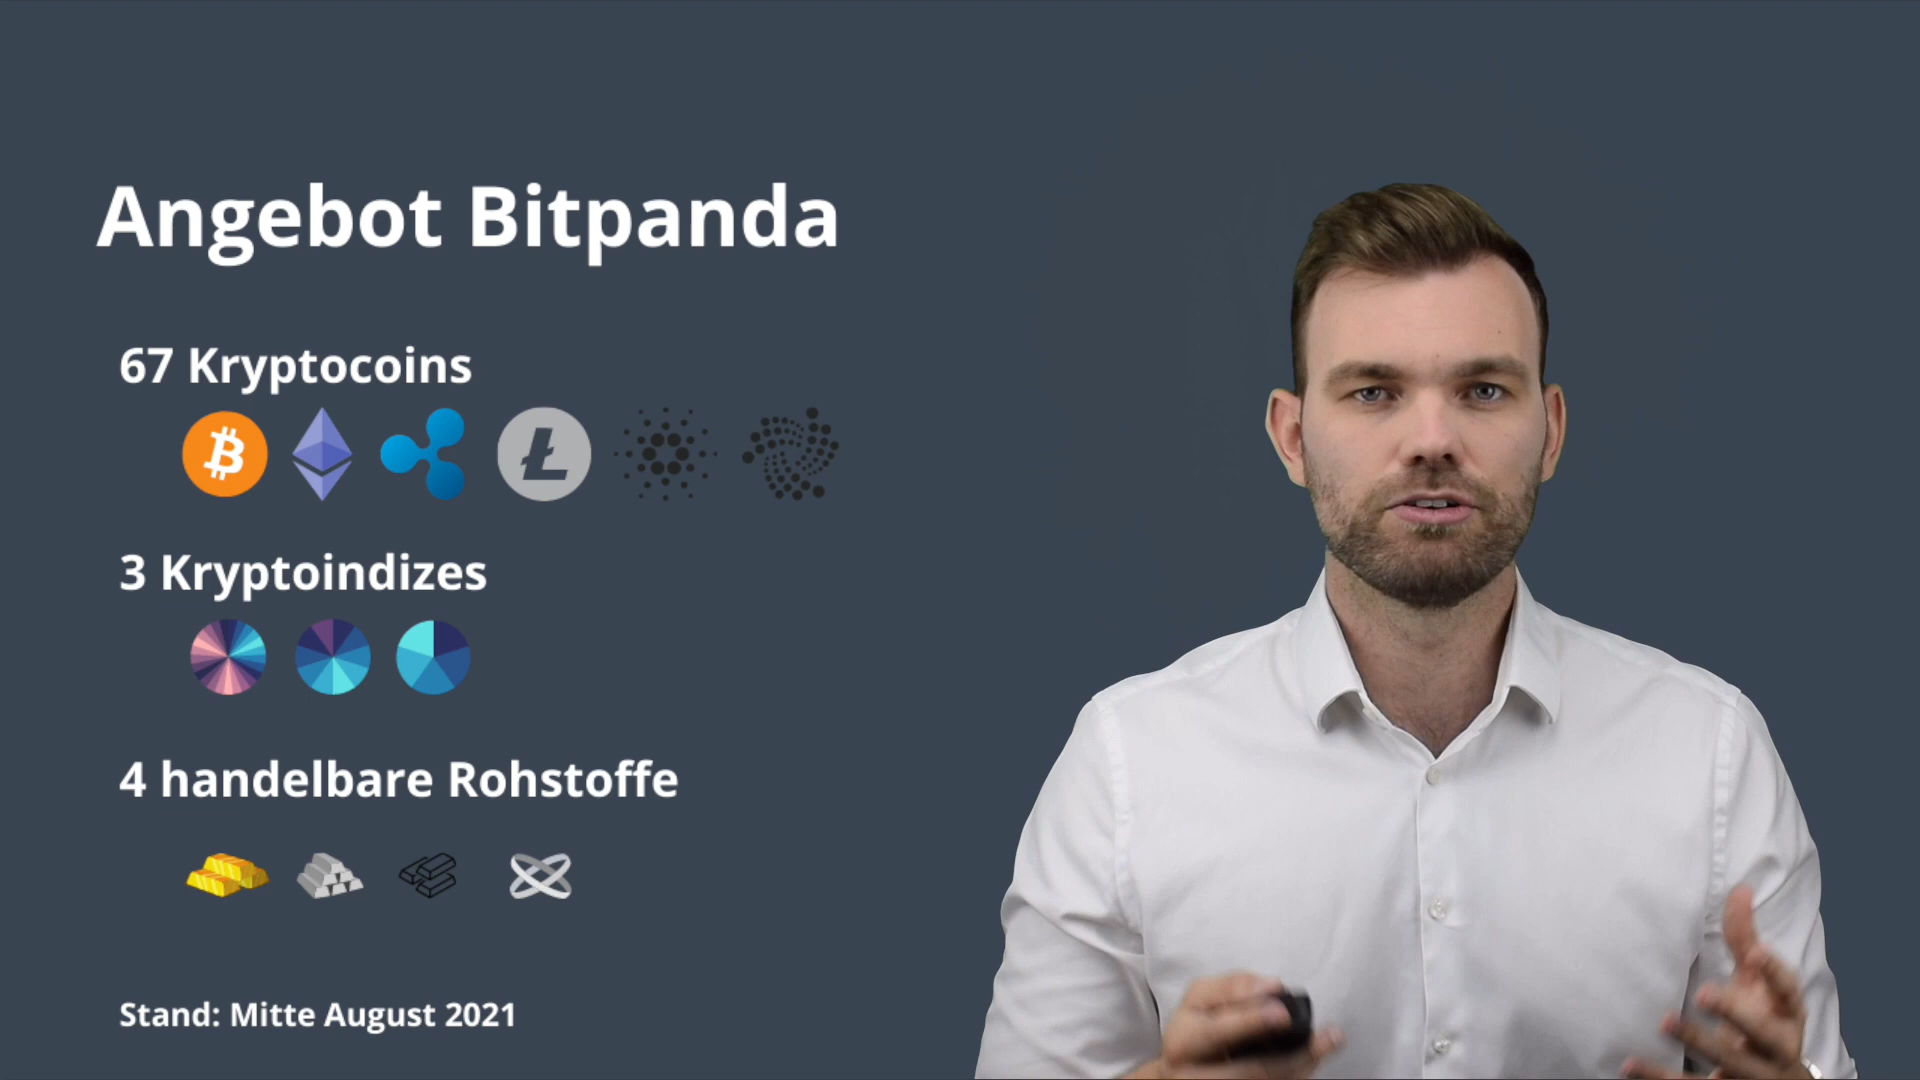 Angebot Bitpanda
67 Kryptocoins
3 Kryptoindizes
4 handelbare Rohstoffe
Stand: Mitte August 2021